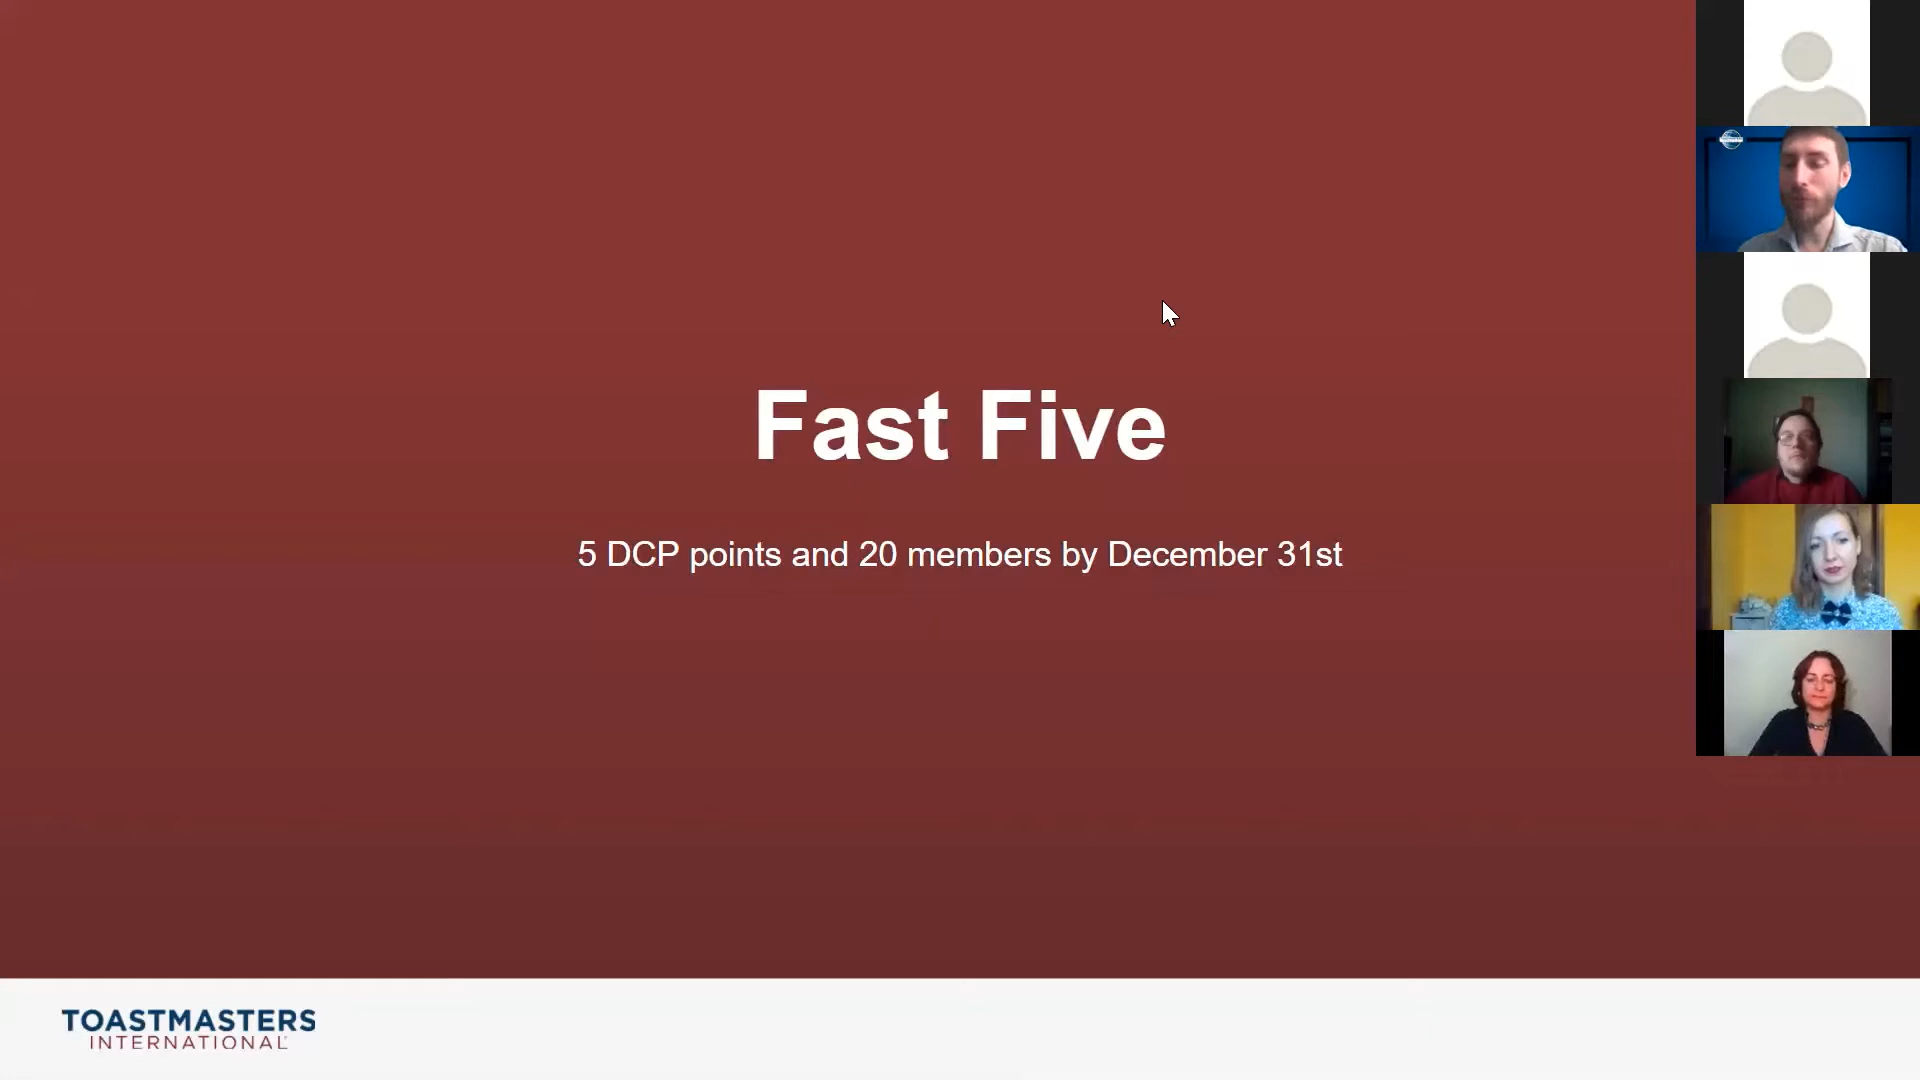 Fast Five
5 DCP points and 20 members by December 31st
TOASTMASTERS
INTERNATIONAL